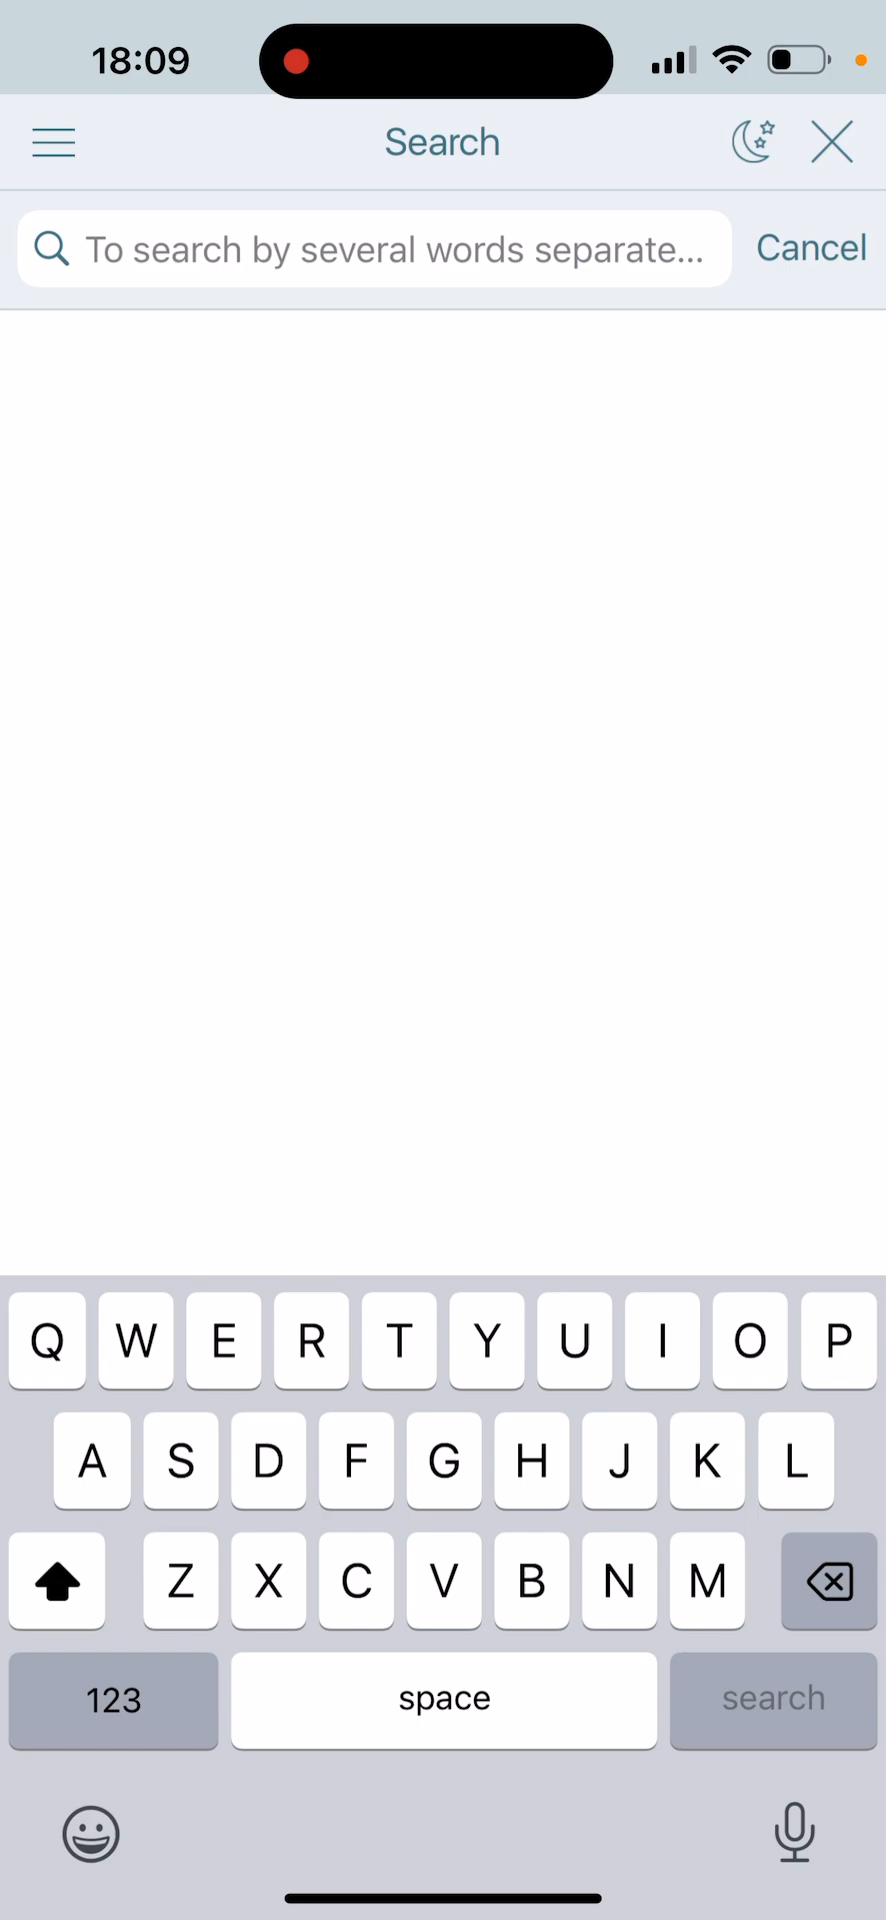 18:09
Search
To search by several words separate...
Cancel
Q W E R T Y U I O P
A S D F G H J K L
Z X C V B N M
123 space search